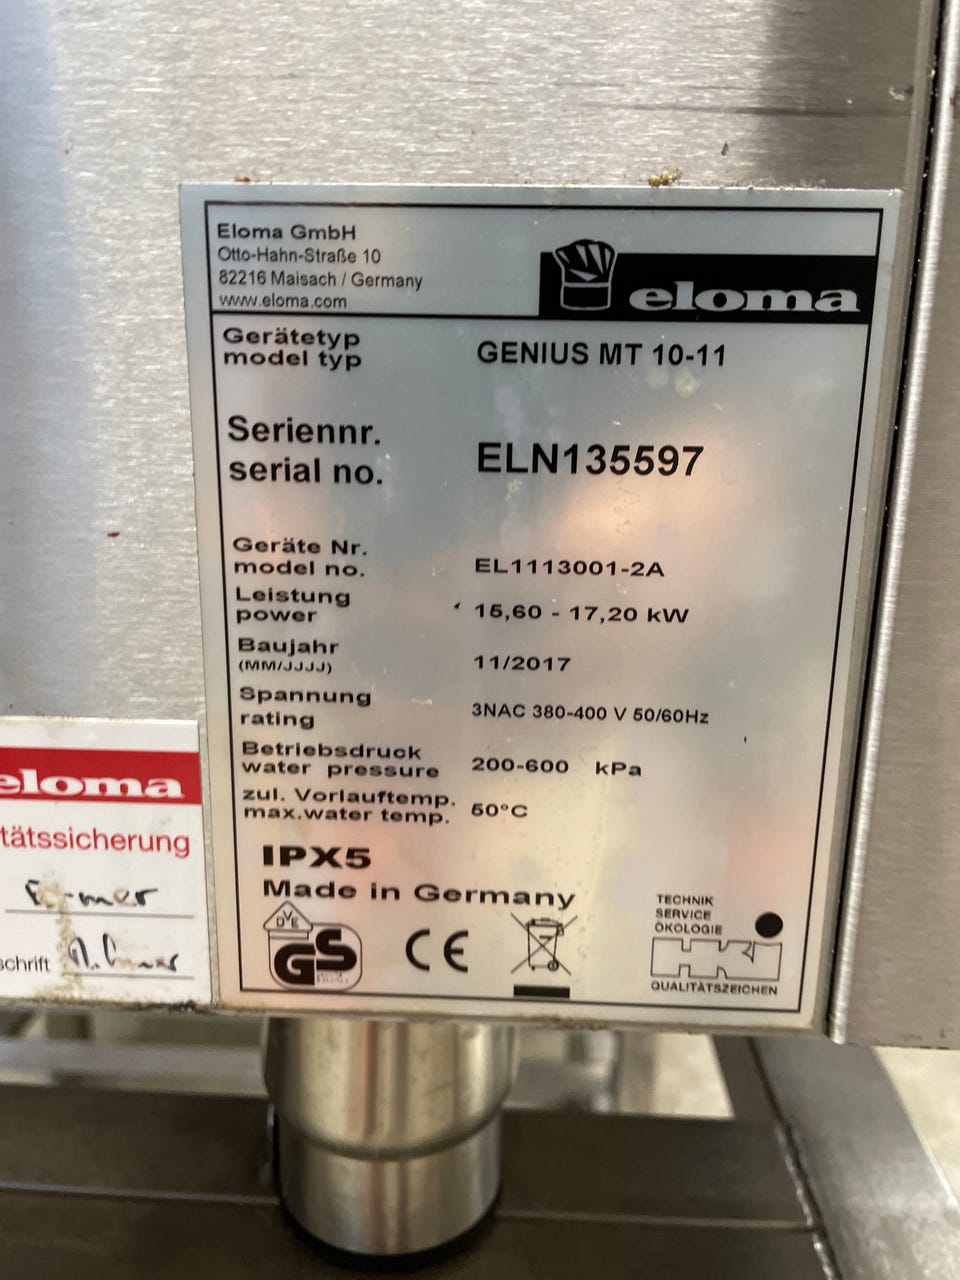 Eloma GmbH
Otto-Hahn-Straße 10
82216 Maisach / Germany
www.eloma.com
eloma
Gerätetyp
model typ
GENIUS MT 10-11
Seriennr.
serial no.
ELN135597
Geräte Nr.
model no.
EL1113001-2A
Leistung
power
15,60 - 17,20 kW
Baujahr
(MM/JJJJ)
11/2017
Spannung
rating
3NAC 380-400 V 50/60Hz
Betriebsdruck
water pressure
200-600 kPa
zul. Vorlauftemp.
max.water temp.
50°C
IPX5
Made in Germany
DVE
GS
CE
TECHNIK
SERVICE
ÖKOLOGIE
HKI
QUALITÄTSZEICHEN
eloma
tätssicherung
schrift